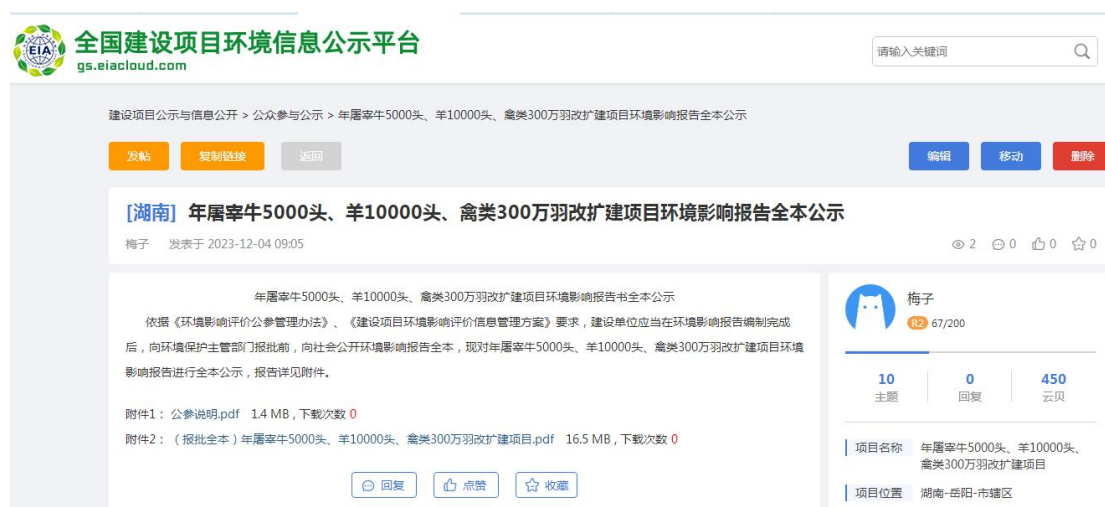 EIA
全国建设项目环境信息公示平台
gs.eiacloud.com
请输入关键词
建设项目公示与信息公开 > 公众参与公示 > 年屠宰牛5000头、羊10000头、禽类300万羽改扩建项目环境影响报告全本公示
发帖 复制链接 返回 编辑 移动 删除
[湖南] 年屠宰牛5000头、羊10000头、禽类300万羽改扩建项目环境影响报告全本公示
梅子 发表于 2023-12-04 09:05 2 0 0 0
年屠宰牛5000头、羊10000头、禽类300万羽改扩建项目环境影响报告书全本公示
依据《环境影响评价公参管理办法》、《建设项目环境影响评价信息管理方案》要求，建设单位应当在环境影响报告编制完成
后，向环境保护主管部门报批前，向社会公开环境影响报告全本，现对年屠宰牛5000头、羊10000头、禽类300万羽改扩建项目环境
影响报告进行全本公示，报告详见附件。
附件1： 公参说明.pdf 1.4 MB，下载次数 0
附件2： （报批全本）年屠宰牛5000头、羊10000头、禽类300万羽改扩建项目.pdf 16.5 MB，下载次数 0
回复 点赞 收藏
梅子
R2 67/200
10 0 450
主题 回复 云贝
项目名称 年屠宰牛5000头、羊10000头、
禽类300万羽改扩建项目
项目位置 湖南-岳阳-市辖区